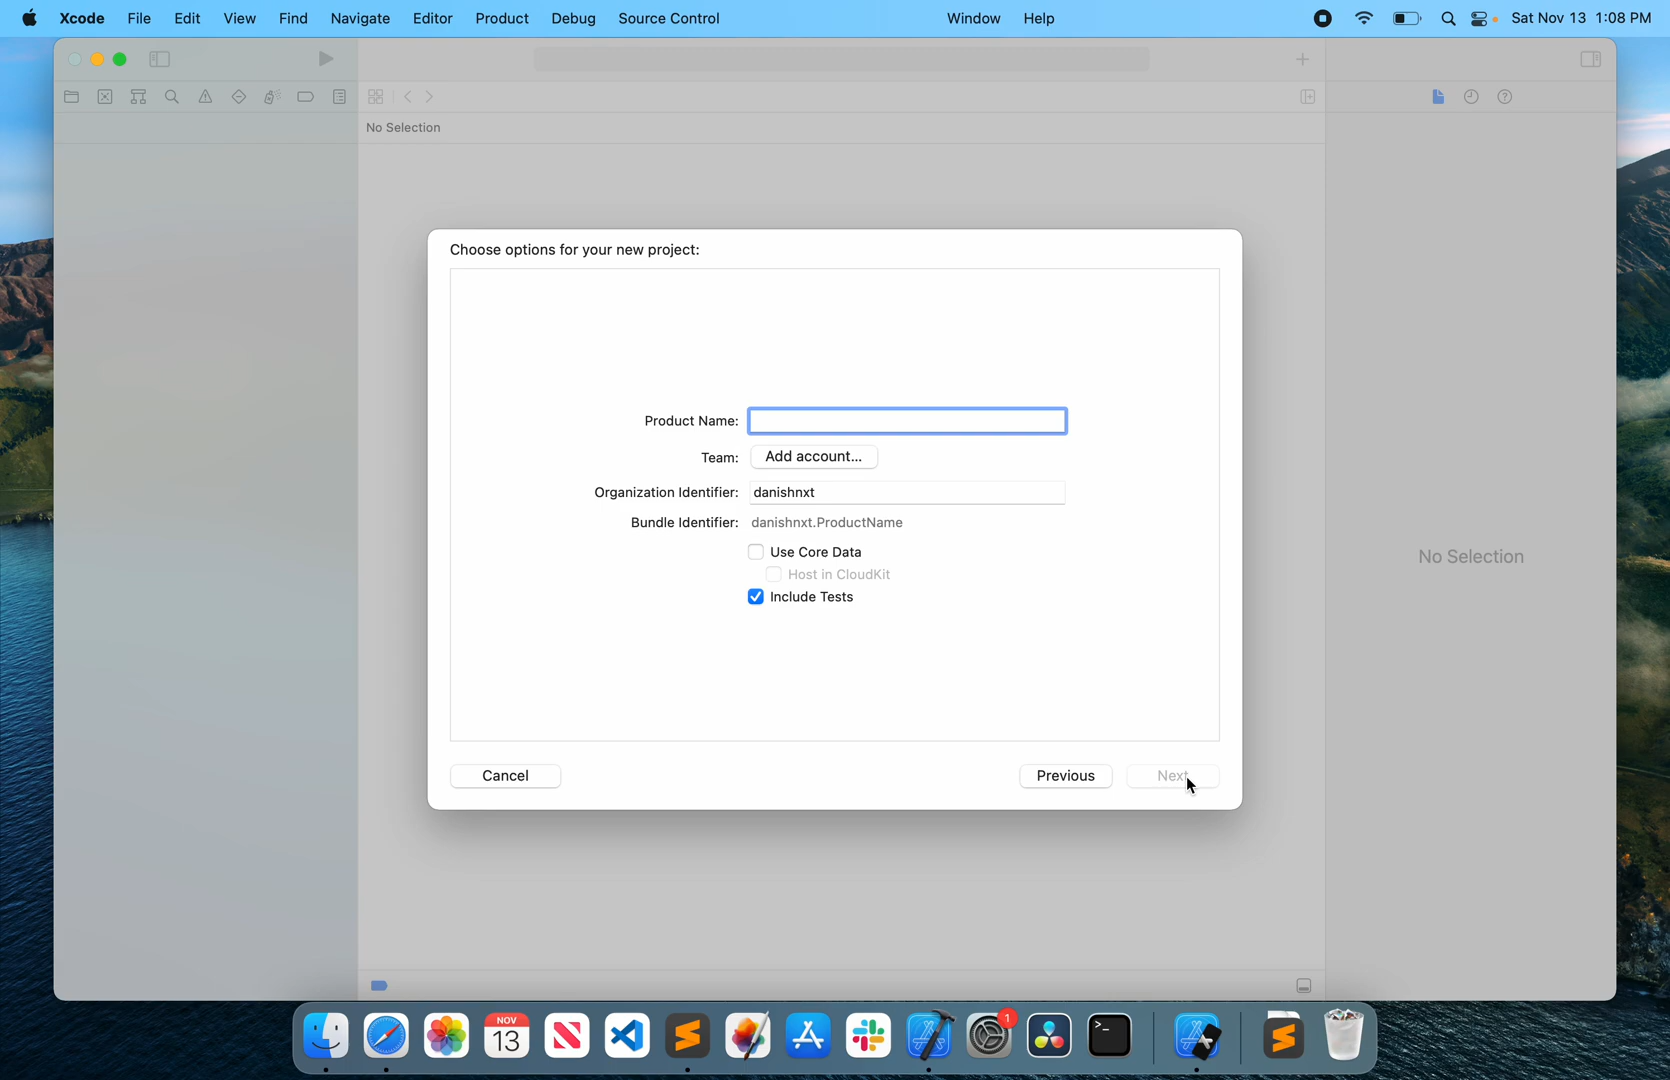 Xcode File Edit View Find Navigate Editor Product Debug Source Control Window Help Sat Nov 13 1:08 PM
No Selection
Choose options for your new project:
Product Name:
Team: Add account...
Organization Identifier: danishnxt
Bundle Identifier: danishnxt.ProductName
Use Core Data
Host in CloudKit
Include Tests
No Selection
Cancel Previous Next
NOV
13
1